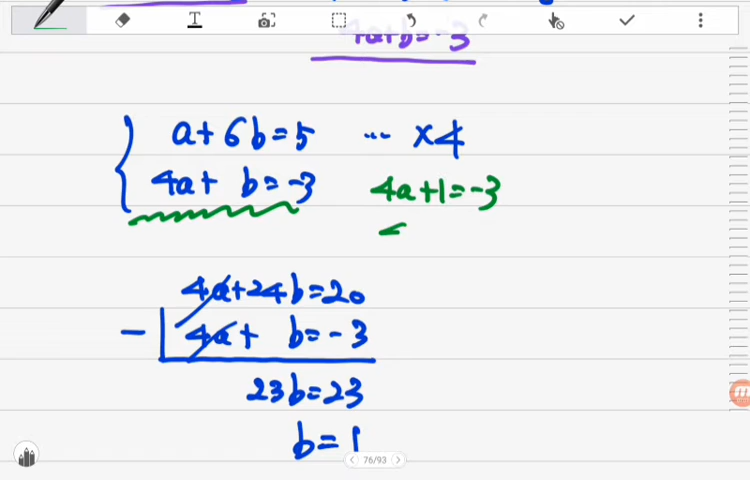 4a+b=-3
a+6b=5 ... ×4
4a+ b=-3 4a+1=-3
4a+24b=20
- 4a+ b=-3
23b=23
b=1
76/93